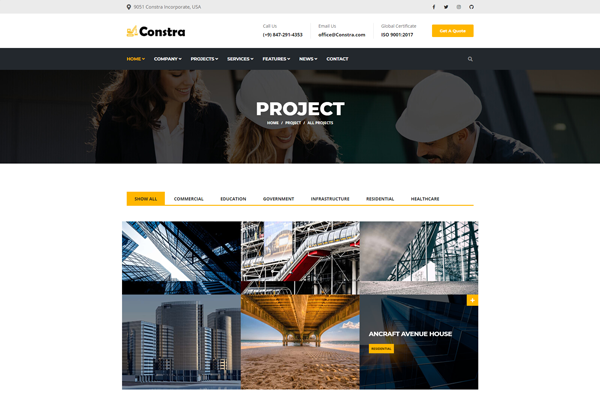 9051 Constra Incorporate, USA
Constra
Call Us
(+9) 847-291-4353
Email Us
office@Constra.com
Global Certificate
ISO 9001:2017
Get A Quote
HOME
COMPANY
PROJECTS
SERVICES
FEATURES
NEWS
CONTACT
PROJECT
HOME / PROJECT / ALL PROJECTS
SHOW ALL
COMMERCIAL
EDUCATION
GOVERNMENT
INFRASTRUCTURE
RESIDENTIAL
HEALTHCARE
ANCRAFT AVENUE HOUSE
RESIDENTIAL